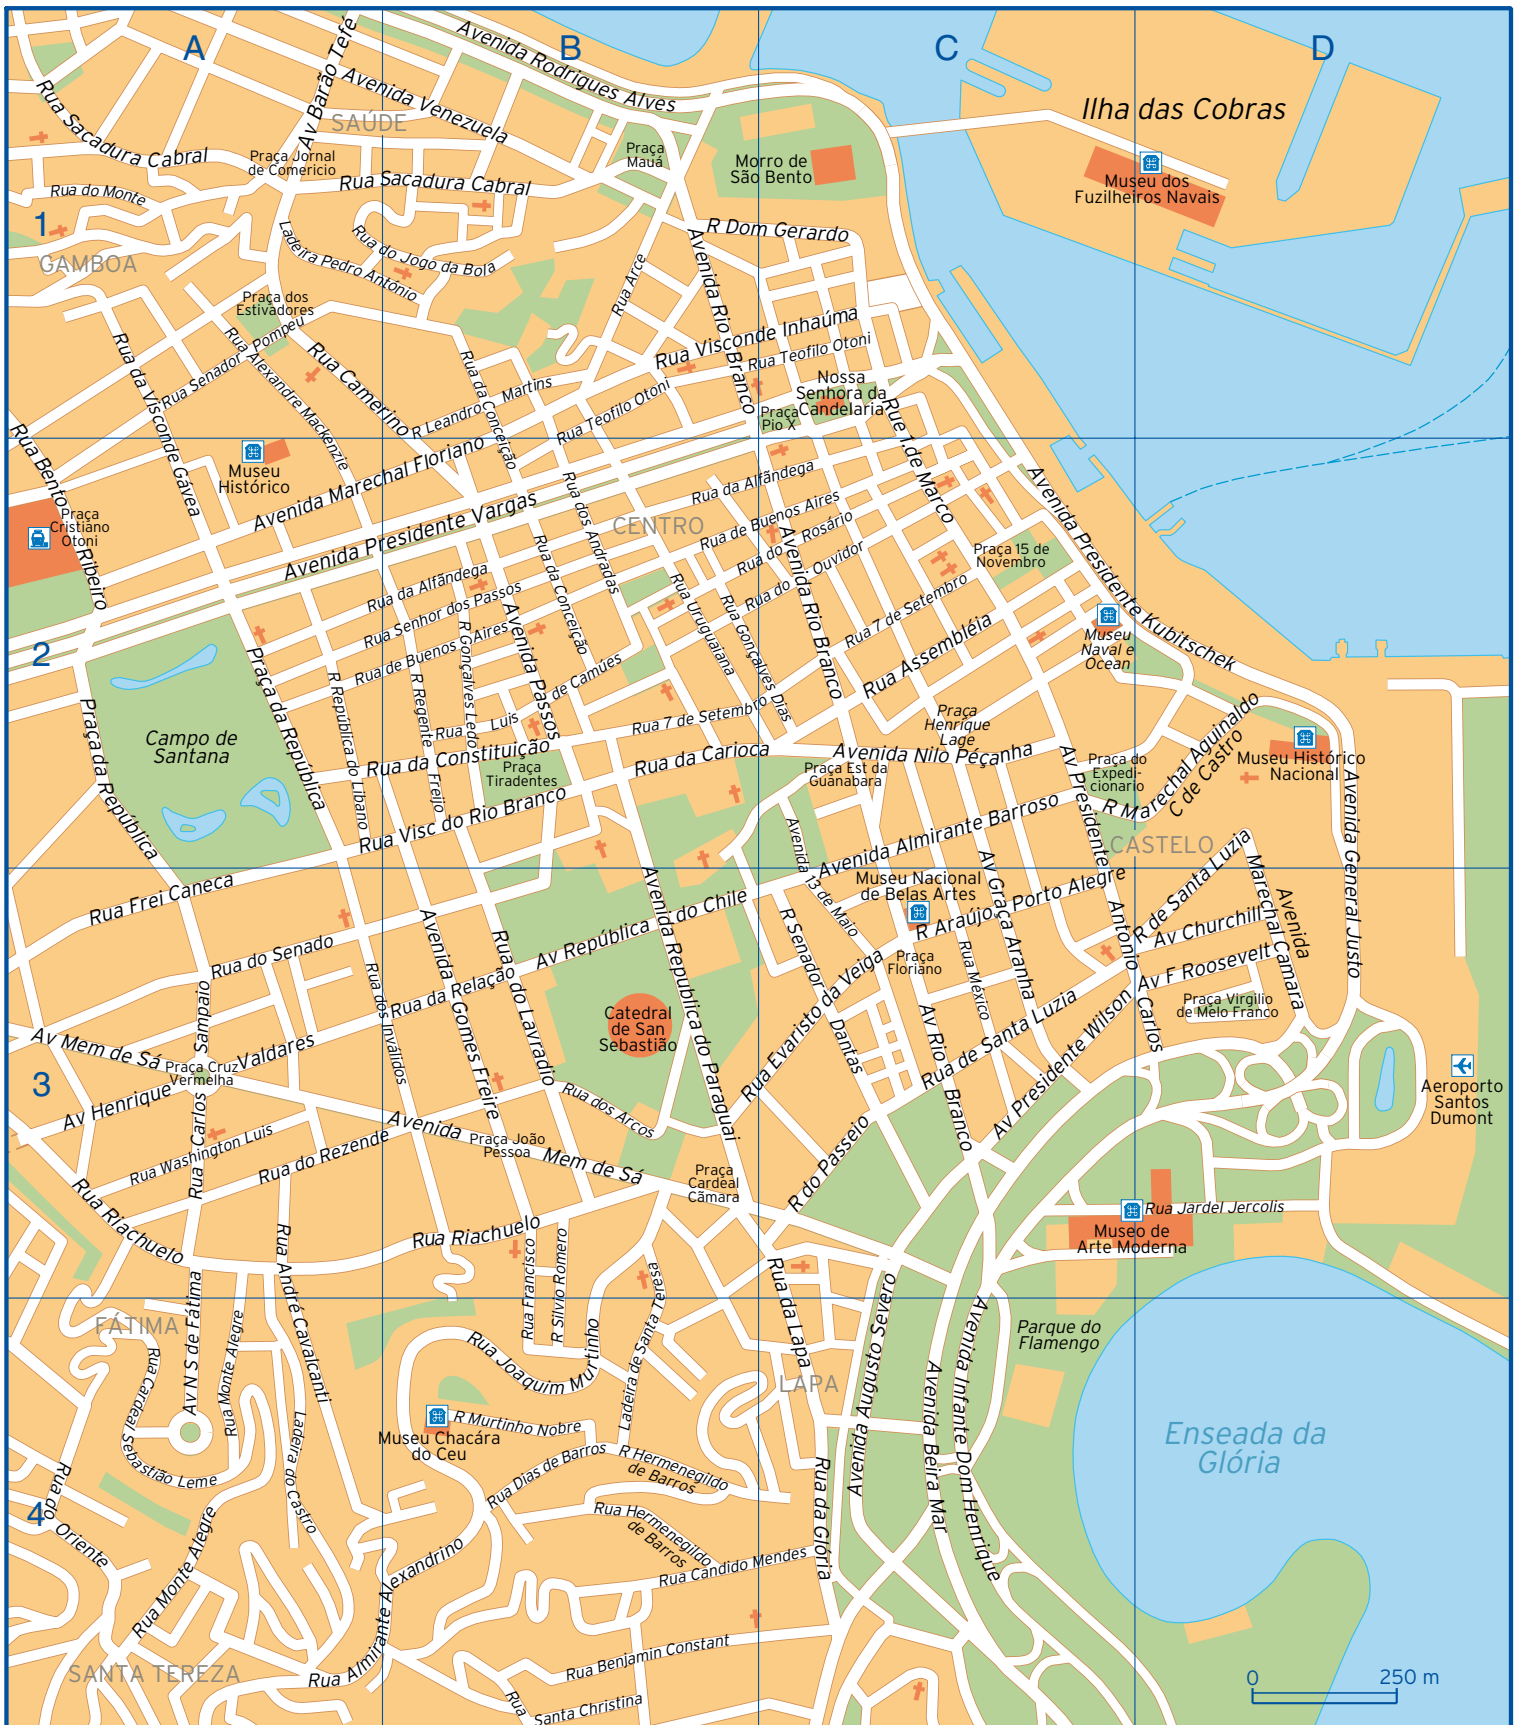 A
B
C
D
Avenida Rodrigues Alves
Av Barão Tefé
Avenida Venezuela
SAÚDE
Rua Sacadura Cabral
Praça Jornal
de Comericio
Rua Sacadura Cabral
Praça
Mauá
Morro de
São Bento
Ilha das Cobras
Museu dos
Fuzilheiros Navais
Rua do Monte
1
GAMBOA
Ladeira Pedro António
Rua do Jogo da Bola
R Dom Gerardo
Avenida Rio Branco
Rua Arce
Praça dos
Estivadores
Rua Senador Pompeu
Rua Alexandre Mackenzie
Rua Camerino
Rua da Visconde Gávea
Rua Visconde Inhaúma
Rua Teofilo Otoni
Rua da Conceição
R Leandro Martins
Rua Teofilo Otoni
Nossa
Senhora da
Candelaria
Praça
Pio X
Rue 1.de Marco
Rua Bento Ribeiro
Museu
Histórico
Avenida Marechal Floriano
Praça
Cristiano
Otoni
Avenida Presidente Vargas
Rua dos Andradas
CENTRO
Rua da Alfândega
Rua de Buenos Aires
Rua do Rosário
Rua do Ouvidor
Avenida Rio Branco
Praça 15 de
Novembro
Avenida Presidente Kubitschek
Rua da Alfândega
Rua Senhor dos Passos
Rua de Buenos Aires
Rua da Conceição
Avenida Passos
R Gonçalves Ledo
R Regente Freijo
R República do Líbano
Rua Uruguaiana
Rua Gonçalves Dias
Rua 7 de Setembro
Rua Assembléia
Museu
Naval e
Ocean
2
Praça da República
Praça da República
Campo de
Santana
Rua Luis de Camues
Rua 7 de Setembro
Rua da Constituição
Praça
Tiradentes
Rua da Carioca
Rua Visc do Rio Branco
Praça
Henrique
Lage
Avenida Nilo Péçanha
Praça Est da
Guanabara
Av Presidente Antonio Carlos
Praça do
Expedi-
cionario
R Marechal Aguinaldo
C de Castro
Museu Histórico
Nacional
Avenida General Justo
CASTELO
Avenida Almirante Barroso
Avenida 13 de Maio
Rua Frei Caneca
Museu Nacional
de Belas Artes
R Araújo Porto Alegre
Av Graça Aranha
R de Santa Luzia
Avenida
Marechal Camara
Av Churchill
Av F Roosevelt
Av República do Chile
Avenida Republica do Paraguai
R Senador Dantas
Rua Evaristo da Veiga
Praça
Floriano
Rua México
Praça Virgilio
de Melo Franco
Rua do Senado
Avenida Gomes Freire
Rua do Lavradio
Rua da Relação
Rua dos Inválidos
Catedral
de San
Sebastião
Av Rio Branco
Rua de Santa Luzia
Av Presidente Wilson
Av Mem de Sá
Praça Cruz
Vermelha
Av Henrique Valdares
Rua Carlos Sampaio
3
Aeroporto
Santos
Dumont
Rua dos Arcos
Rua Washington Luis
Rua do Rezende
Avenida Mem de Sá
Praça João
Pessoa
Praça
Cardeal
Cãmara
R do Passeio
Rua Riachuelo
Rua Riachuelo
Rua Jardel Jercolis
Museo de
Arte Moderna
Rua André Cavalcanti
Rua Francisco
R Silvio Romero
Rua da Lapa
Avenida Augusto Severo
FÁTIMA
Av N S de Fátima
Rua Monte Alegre
Rua Cardeal Sebastião Leme
Rua Joaquim Murtinho
Ladeira de Santa Teresa
LAPA
Parque do
Flamengo
Avenida Beira Mar
Avenida Infante Dom Henrique
Enseada da
Glória
Museu Chacára
do Ceu
R Murtinho Nobre
Rua Dias de Barros
R Hermenegildo
de Barros
Rua Hermenegildo
de Barros
Ladeira do Castro
Rua do Oriente
4
Rua Monte Alegre
Rua Almirante Alexandrino
Rua da Glória
Rua Candido Mendes
Rua Benjamin Constant
Rua Santa Christina
SANTA TEREZA
0 250 m